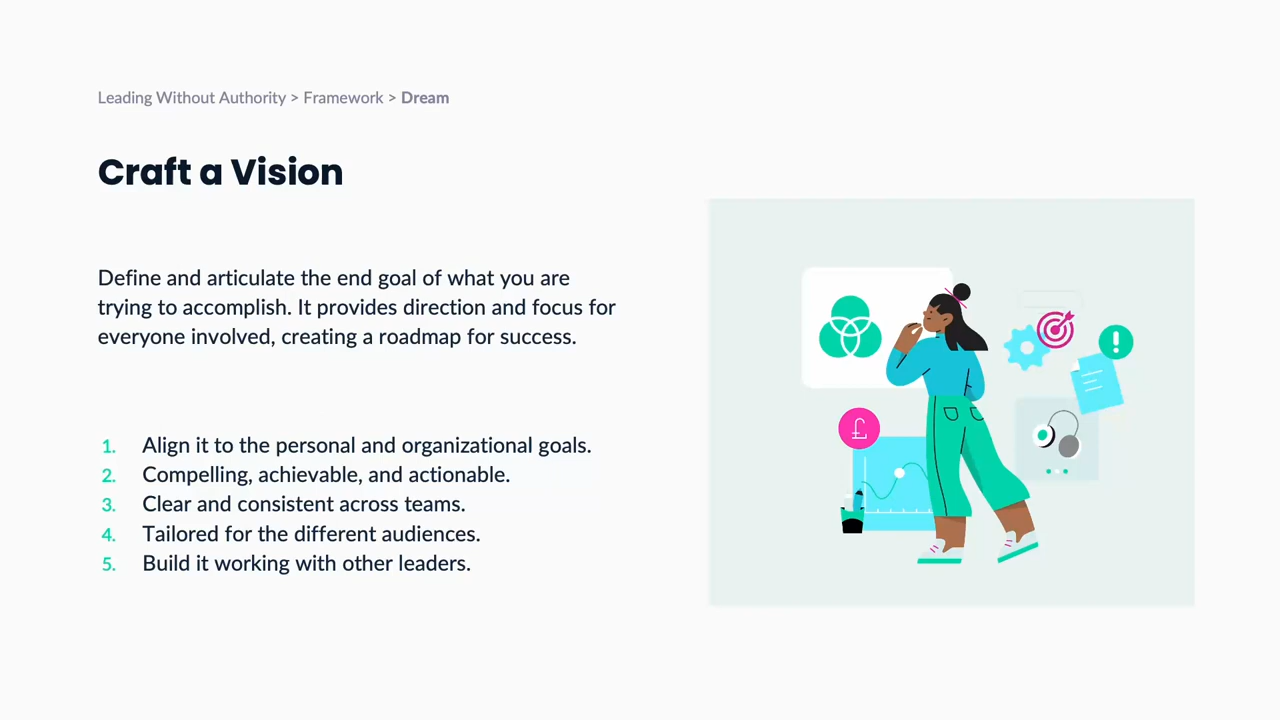 Leading Without Authority > Framework > Dream
Craft a Vision
Define and articulate the end goal of what you are
trying to accomplish. It provides direction and focus for
everyone involved, creating a roadmap for success.
1. Align it to the personal and organizational goals.
2. Compelling, achievable, and actionable.
3. Clear and consistent across teams.
4. Tailored for the different audiences.
5. Build it working with other leaders.
£
!